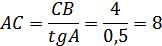 AC = CB/tgA = 4/0,5 = 8